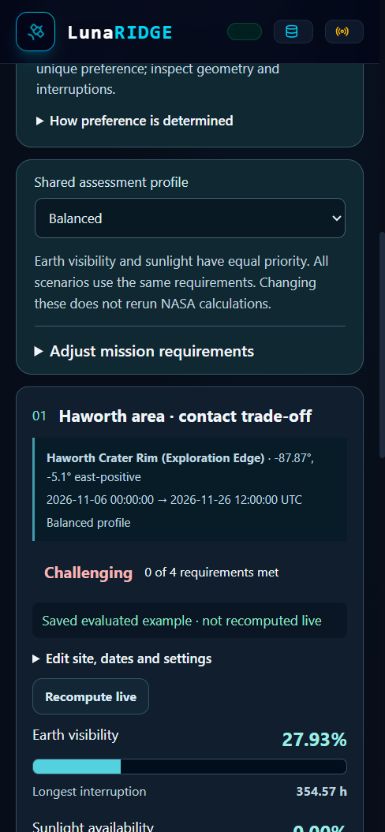 LunaRIDGE
unique preference; inspect geometry and
interruptions.
How preference is determined
Shared assessment profile
Balanced
Earth visibility and sunlight have equal priority. All
scenarios use the same requirements. Changing
these does not rerun NASA calculations.
Adjust mission requirements
01 Haworth area · contact trade-off
Haworth Crater Rim (Exploration Edge) · -87.87°,
-5.1° east-positive
2026-11-06 00:00:00 → 2026-11-26 12:00:00 UTC
Balanced profile
Challenging 0 of 4 requirements met
Saved evaluated example · not recomputed live
Edit site, dates and settings
Recompute live
Earth visibility 27.93%
Longest interruption 354.57 h
Sunlight availability 0.00%